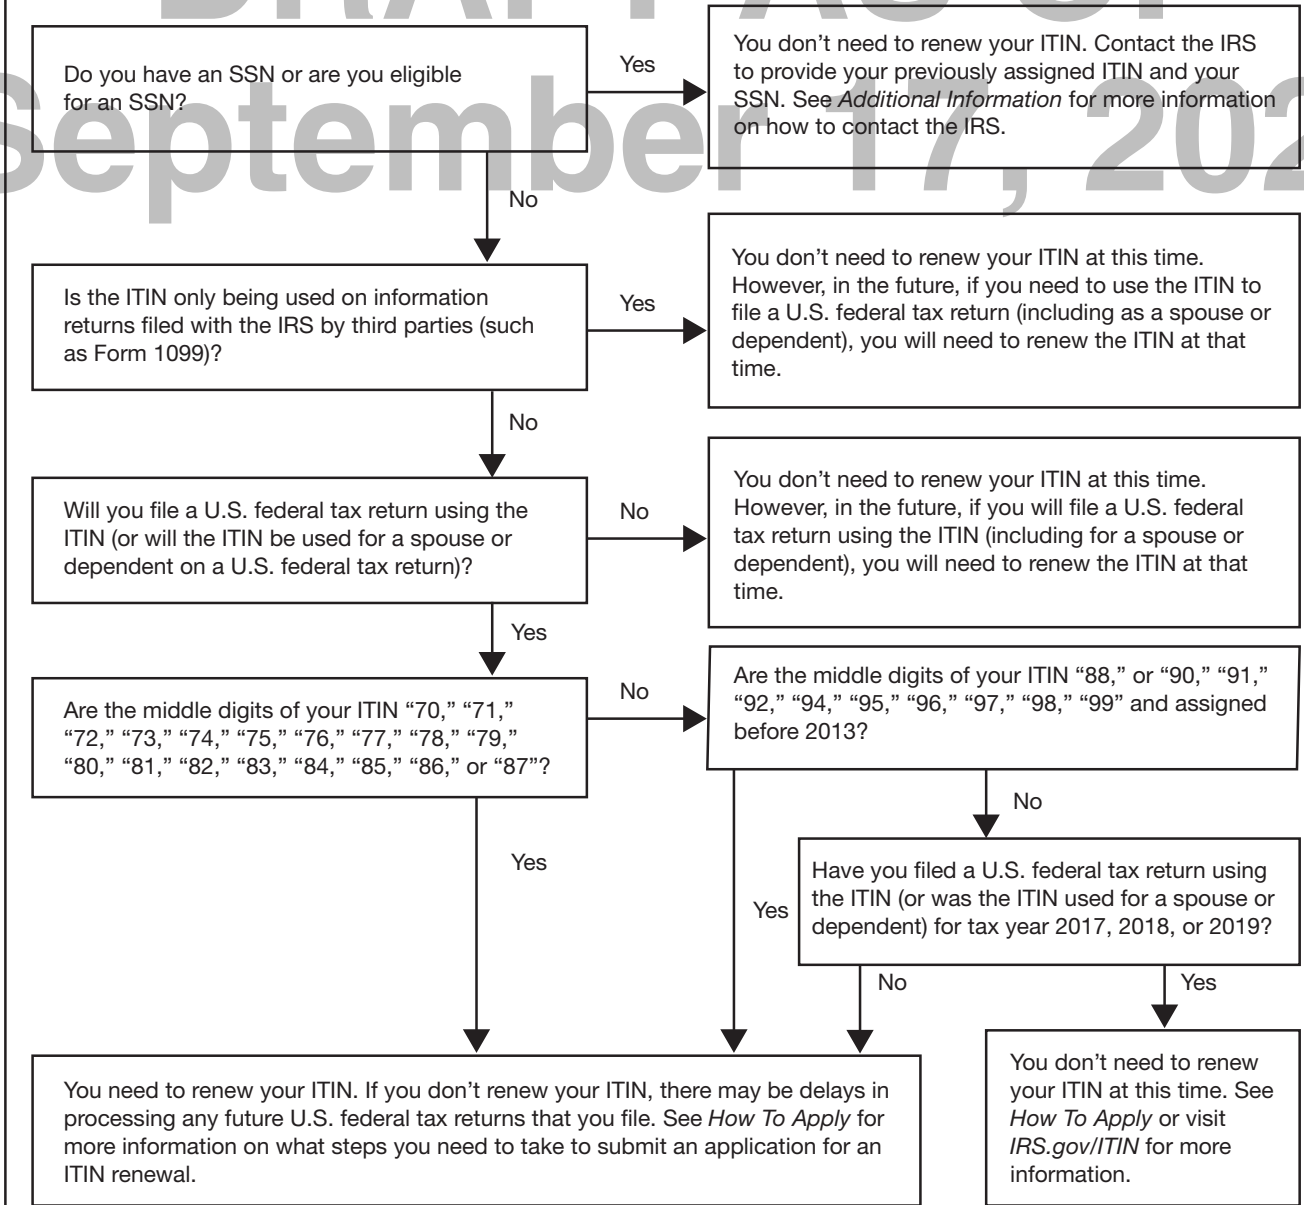 DRAFT AS OF
September 17, 202
Do you have an SSN or are you eligible
for an SSN?
Yes
You don’t need to renew your ITIN. Contact the IRS
to provide your previously assigned ITIN and your
SSN. See Additional Information for more information
on how to contact the IRS.
No
Is the ITIN only being used on information
returns filed with the IRS by third parties (such
as Form 1099)?
Yes
You don’t need to renew your ITIN at this time.
However, in the future, if you need to use the ITIN to
file a U.S. federal tax return (including as a spouse or
dependent), you will need to renew the ITIN at that
time.
No
Will you file a U.S. federal tax return using the
ITIN (or will the ITIN be used for a spouse or
dependent on a U.S. federal tax return)?
No
You don’t need to renew your ITIN at this time.
However, in the future, if you will file a U.S. federal
tax return using the ITIN (including for a spouse or
dependent), you will need to renew the ITIN at that
time.
Yes
Are the middle digits of your ITIN “70,” “71,”
“72,” “73,” “74,” “75,” “76,” “77,” “78,” “79,”
“80,” “81,” “82,” “83,” “84,” “85,” “86,” or “87”?
No
Are the middle digits of your ITIN “88,” or “90,” “91,”
“92,” “94,” “95,” “96,” “97,” “98,” “99” and assigned
before 2013?
No
Yes
Yes
Have you filed a U.S. federal tax return using
the ITIN (or was the ITIN used for a spouse or
dependent) for tax year 2017, 2018, or 2019?
No
Yes
You need to renew your ITIN. If you don’t renew your ITIN, there may be delays in
processing any future U.S. federal tax returns that you file. See How To Apply for
more information on what steps you need to take to submit an application for an
ITIN renewal.
You don’t need to renew
your ITIN at this time. See
How To Apply or visit
IRS.gov/ITIN for more
information.